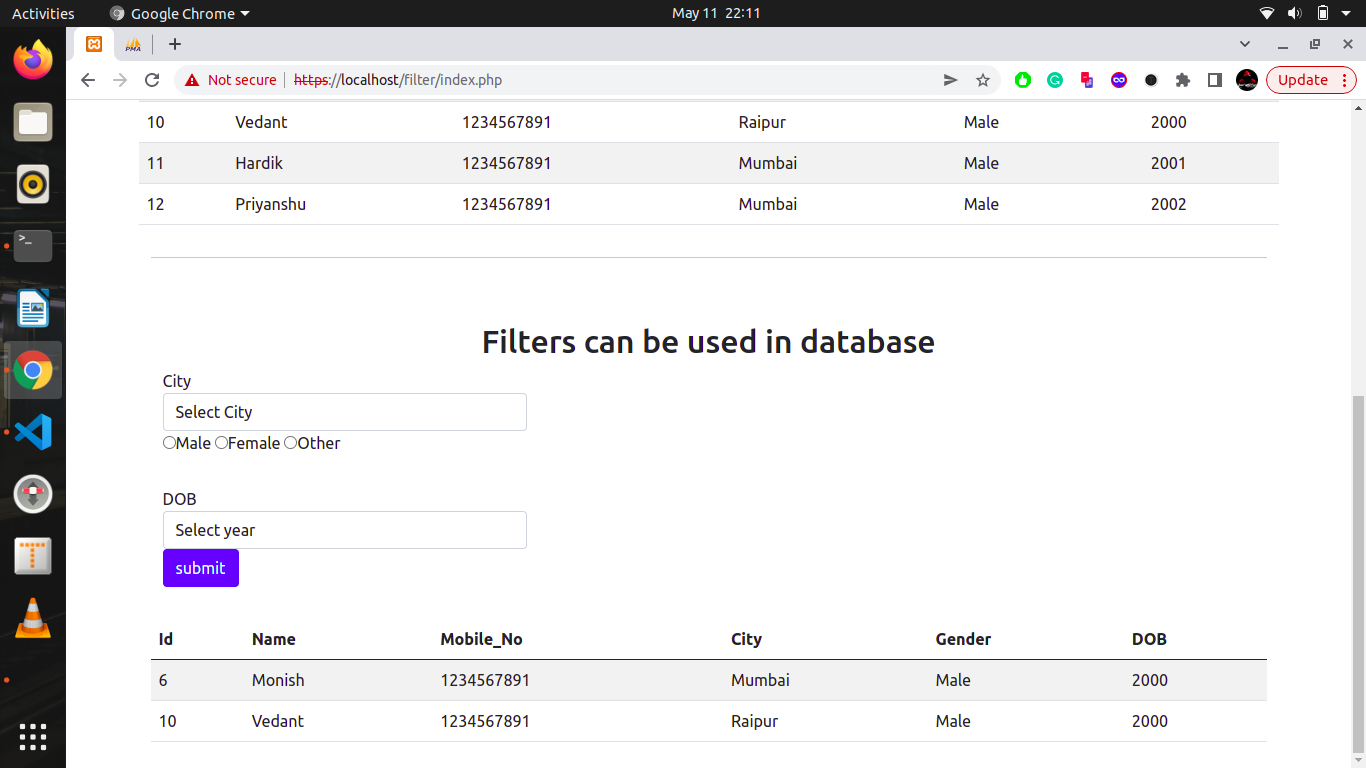 Activities Google Chrome May 11 22:11
PMA
Not secure https://localhost/filter/index.php Update
10 Vedant 1234567891 Raipur Male 2000
11 Hardik 1234567891 Mumbai Male 2001
12 Priyanshu 1234567891 Mumbai Male 2002
Filters can be used in database
City
Select City
Male Female Other
DOB
Select year
submit
Id Name Mobile_No City Gender DOB
6 Monish 1234567891 Mumbai Male 2000
10 Vedant 1234567891 Raipur Male 2000